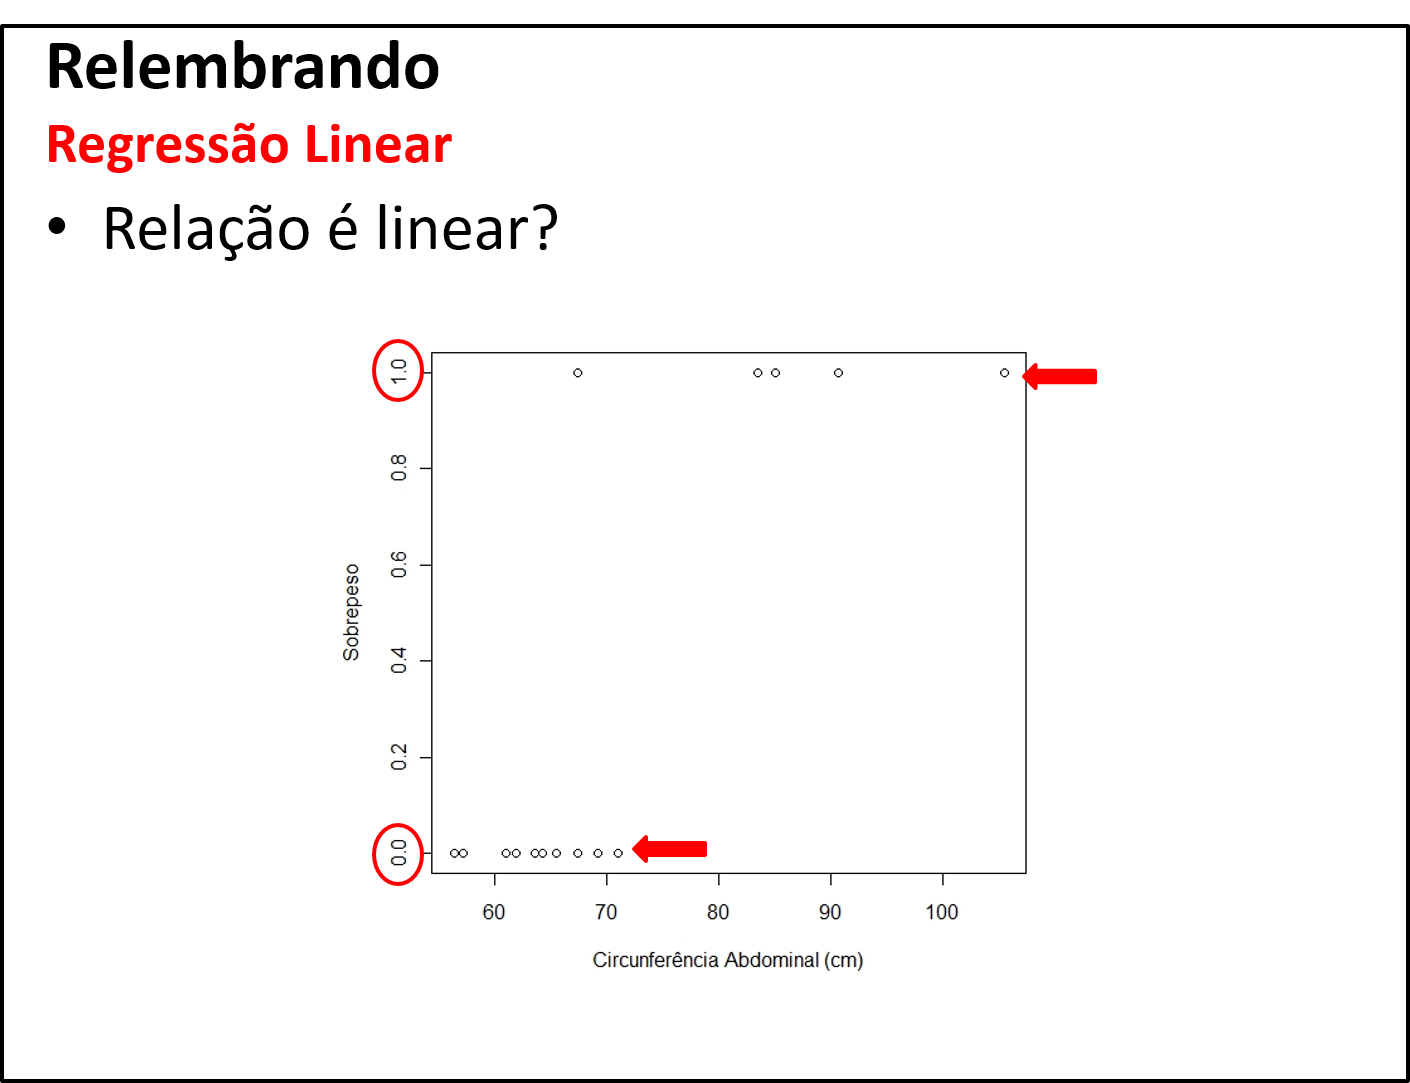 Relembrando
Regressão Linear
• Relação é linear?
1.0
0.8
0.6
0.4
0.2
0.0
Sobrepeso
60 70 80 90 100
Circunferência Abdominal (cm)